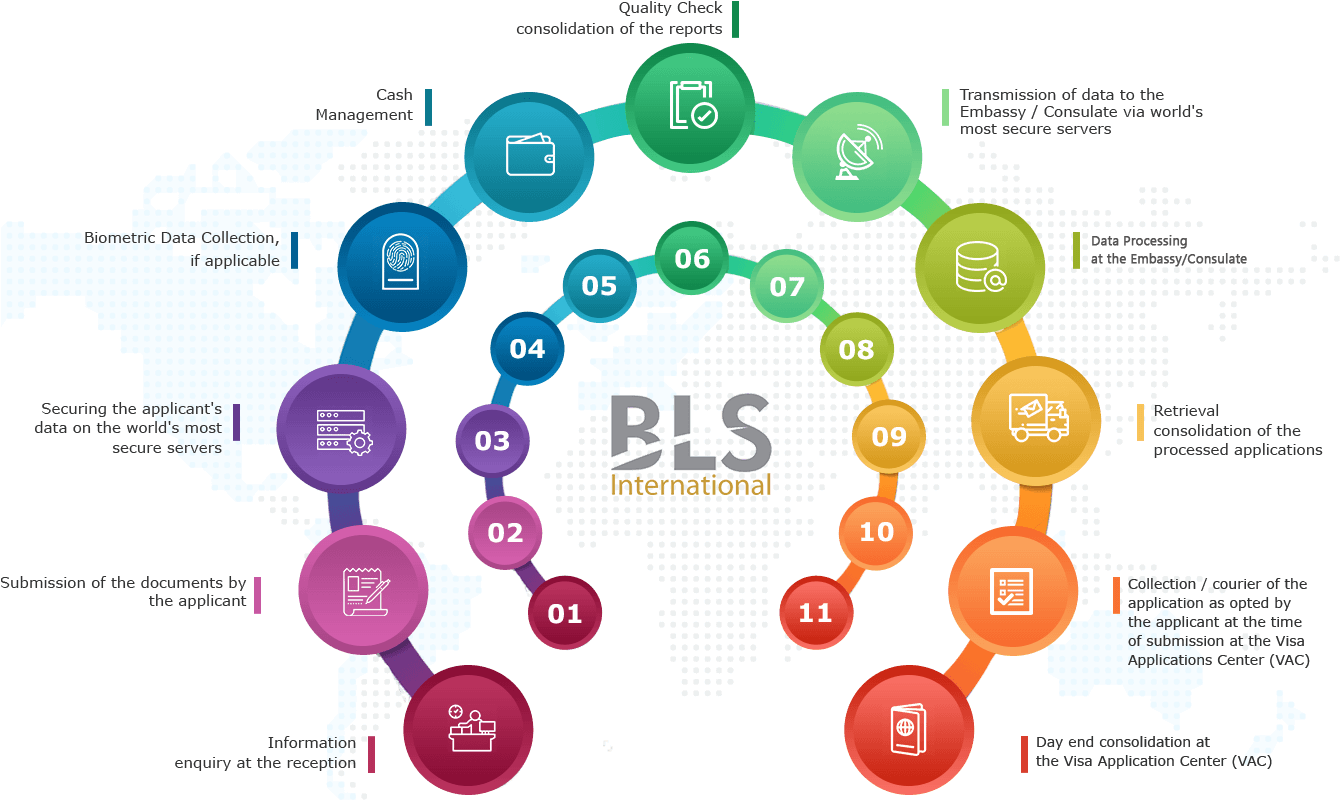 Quality Check
consolidation of the reports
Cash
Management
Transmission of data to the
Embassy / Consulate via world's
most secure servers
Biometric Data Collection,
if applicable
Data Processing
at the Embassy/Consulate
Securing the applicant's
data on the world's most
secure servers
Retrieval
consolidation of the
processed applications
Submission of the documents by
the applicant
Collection / courier of the
application as opted by
the applicant at the time
of submission at the Visa
Applications Center (VAC)
Information
enquiry at the reception
Day end consolidation at
the Visa Application Center (VAC)
01
02
03
04
05
06
07
08
09
10
11
BLS
International